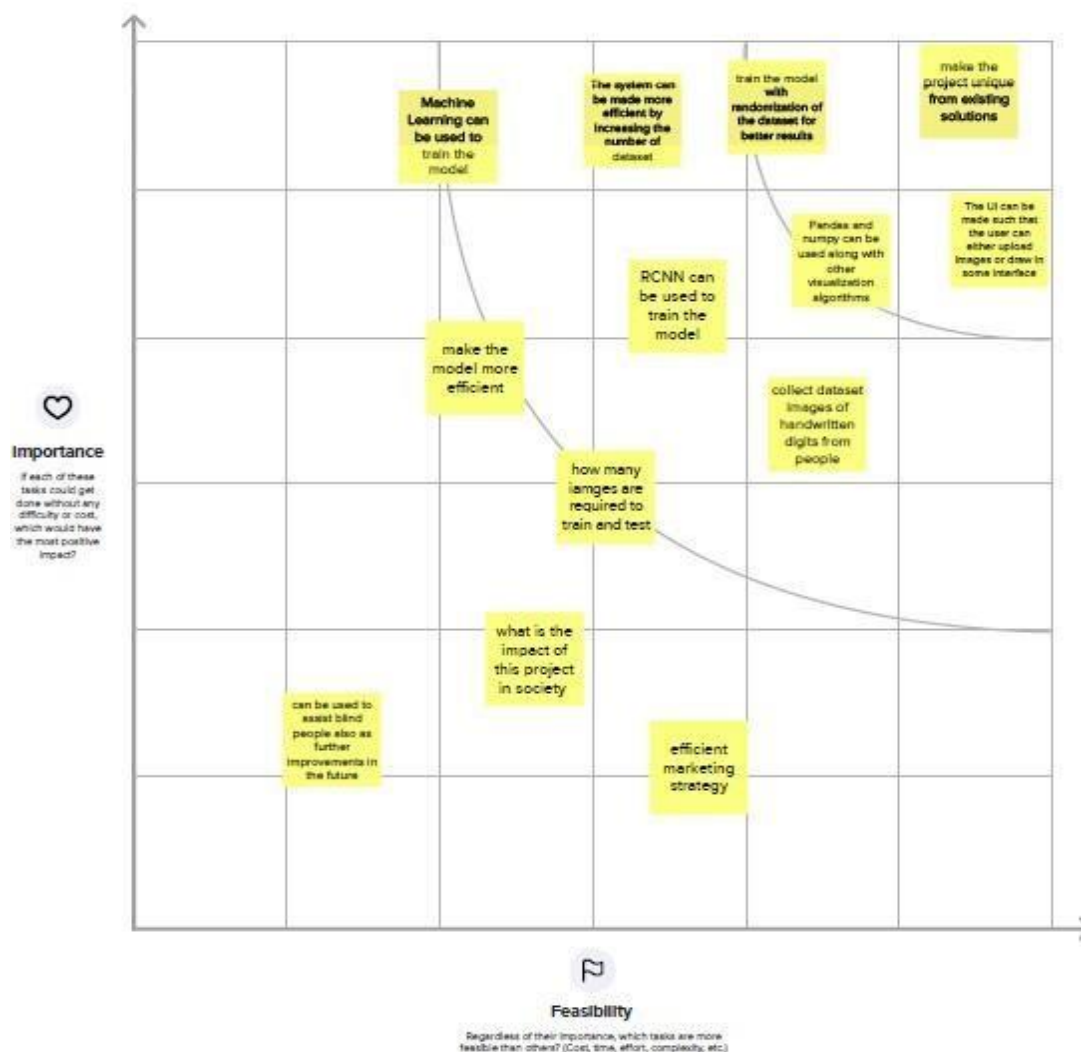 Machine
Learning can
be used to
train the
model
The system can
be made more
efficient by
increasing the
number of
dataset
train the model
with
randomization of
the dataset for
better results
make the
project unique
from existing
solutions
Pandas and
numpy can be
used along with
other
visualization
algorithms
The UI can be
made such that
the user can
either upload
images or draw in
some interface
RCNN can
be used to
train the
model
make the
model more
efficient
collect dataset
images of
handwritten
digits from
people
how many
iamges are
required to
train and test
what is the
impact of
this project
in society
can be used to
assist blind
people also as
further
improvements in
the future
efficient
marketing
strategy
Importance
If each of these
tasks could get
done without any
difficulty or cost,
which would have
the most positive
impact?
Feasibility
Regardless of their importance, which tasks are more
feasible than others? (Cost, time, effort, complexity, etc.)